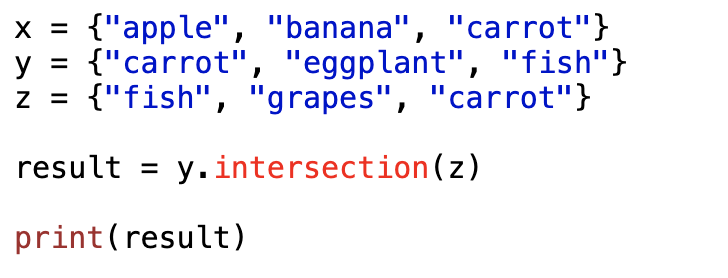 x = {"apple", "banana", "carrot"}
y = {"carrot", "eggplant", "fish"}
z = {"fish", "grapes", "carrot"}
result = y.intersection(z)
print(result)